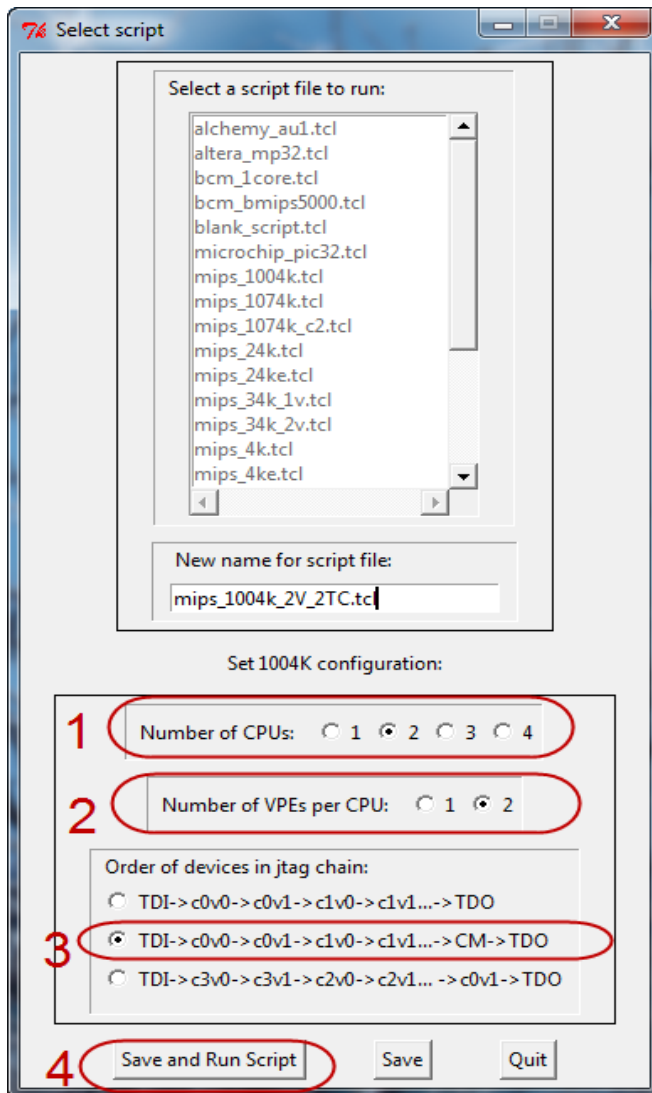 Select script
Select a script file to run:
alchemy_au1.tcl
altera_mp32.tcl
bcm_1core.tcl
bcm_bmips5000.tcl
blank_script.tcl
microchip_pic32.tcl
mips_1004k.tcl
mips_1074k.tcl
mips_1074k_c2.tcl
mips_24k.tcl
mips_24ke.tcl
mips_34k_1v.tcl
mips_34k_2v.tcl
mips_4k.tcl
mips_4ke.tcl
New name for script file:
mips_1004k_2V_2TC.tcl
Set 1004K configuration:
1 Number of CPUs: 1 2 3 4
2 Number of VPEs per CPU: 1 2
Order of devices in jtag chain:
TDI->c0v0->c0v1->c1v0->c1v1...->TDO
3 TDI->c0v0->c0v1->c1v0->c1v1...->CM->TDO
TDI->c3v0->c3v1->c2v0->c2v1... ->c0v1->TDO
4 Save and Run Script Save Quit